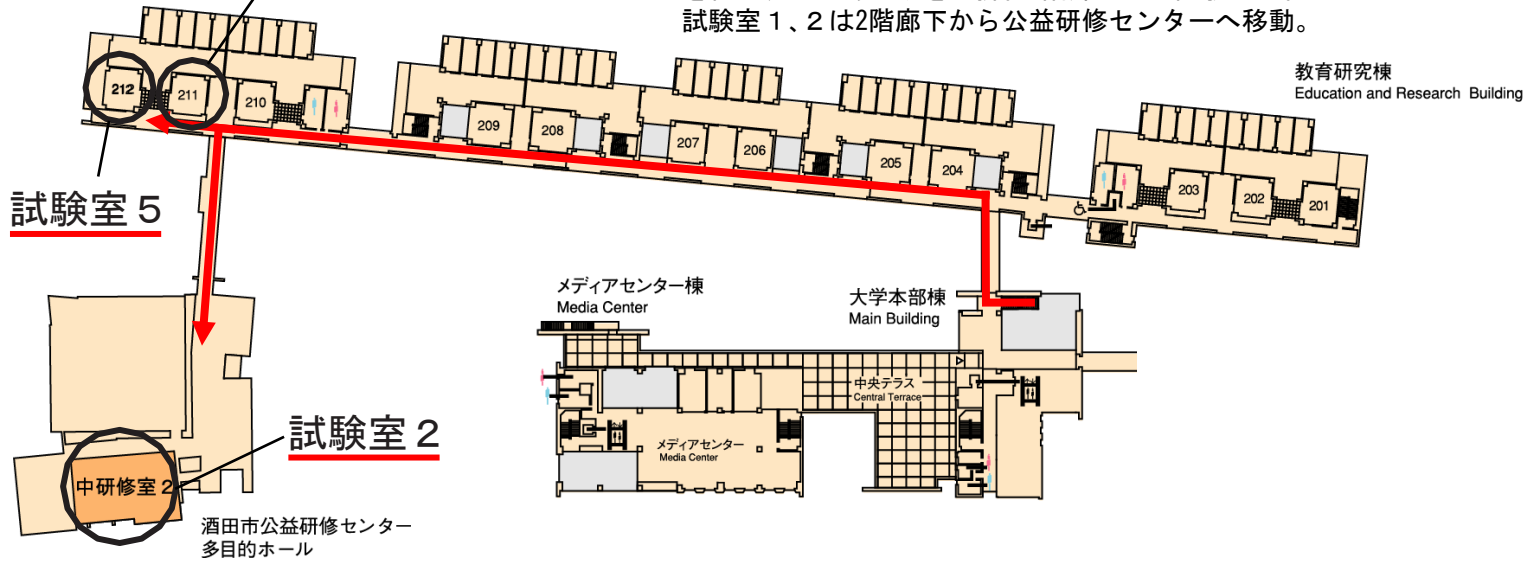 試験室１、２は2階廊下から公益研修センターへ移動。
教育研究棟
Education and Research Building
212
211
210
209
208
207
206
205
204
203
202
201
試験室５
メディアセンター棟
Media Center
大学本部棟
Main Building
中央テラス
Central Terrace
メディアセンター
Media Center
試験室２
中研修室２
酒田市公益研修センター
多目的ホール